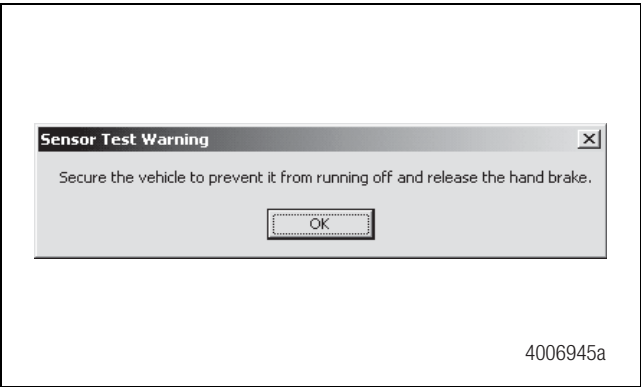 Sensor Test Warning
Secure the vehicle to prevent it from running off and release the hand brake.
OK
4006945a